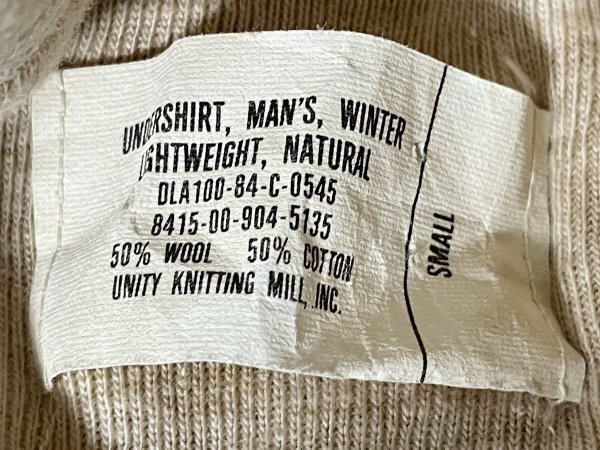 UNDERSHIRT, MAN'S, WINTER
LIGHTWEIGHT, NATURAL
DLA100-84-C-0545
8415-00-904-5135
50% WOOL 50% COTTON
UNITY KNITTING MILL, INC.
SMALL